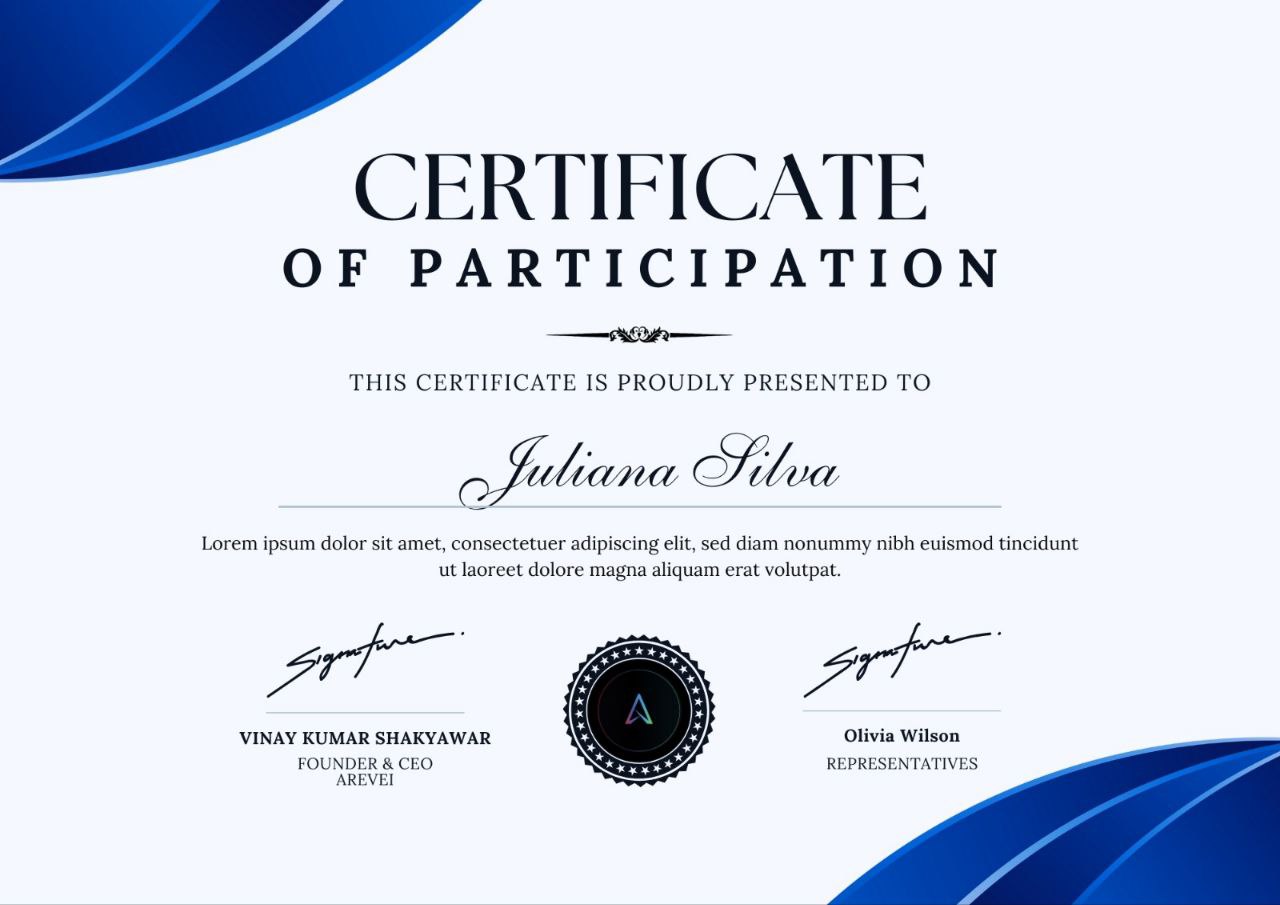 CERTIFICATE
OF PARTICIPATION
THIS CERTIFICATE IS PROUDLY PRESENTED TO
Juliana Silva
Lorem ipsum dolor sit amet, consectetuer adipiscing elit, sed diam nonummy nibh euismod tincidunt
ut laoreet dolore magna aliquam erat volutpat.
Signature
Signature
VINAY KUMAR SHAKYAWAR
FOUNDER & CEO
AREVEI
Olivia Wilson
REPRESENTATIVES